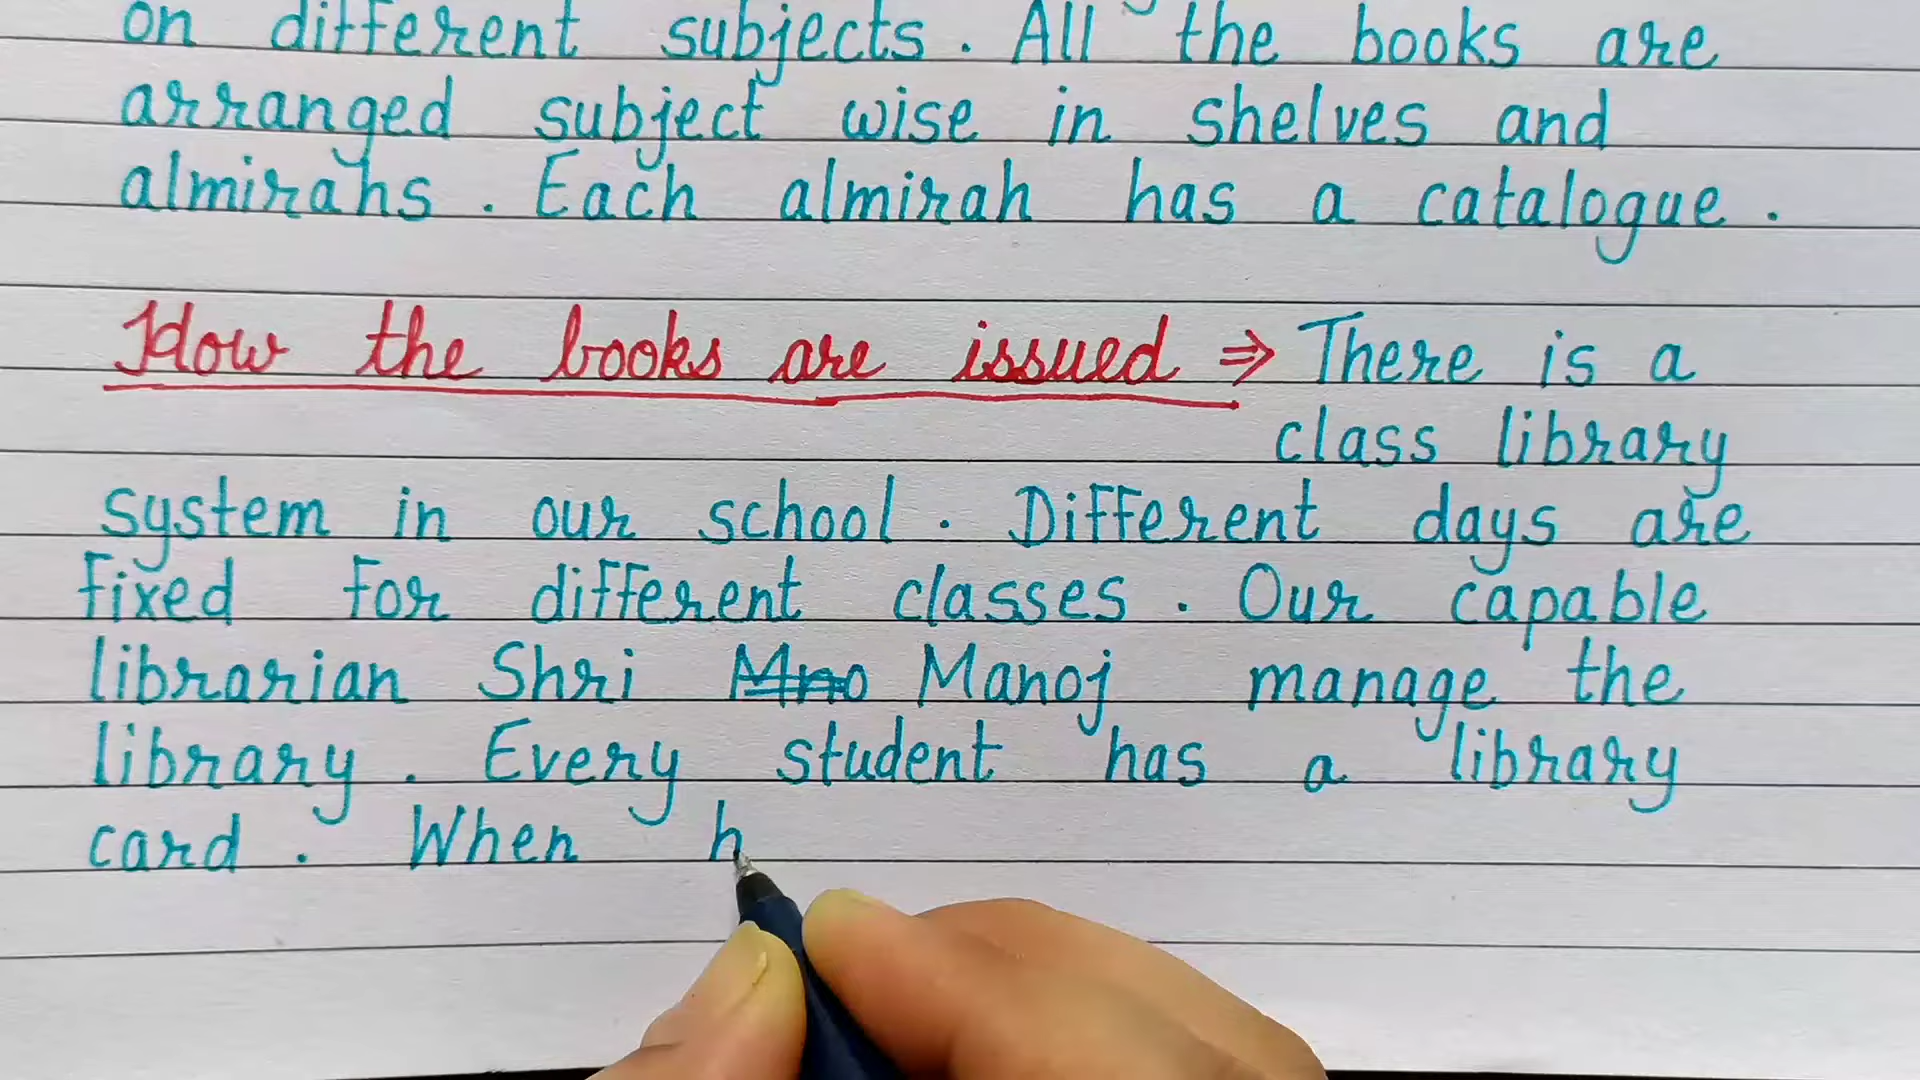 on different subjects. All the books are
arranged subject wise in shelves and
almirahs. Each almirah has a catalogue.
How the books are issued ⇒ There is a
class library
system in our school. Different days are
fixed for different classes. Our capable
librarian Shri Mno Manoj manage the
library. Every student has a library
card. When h